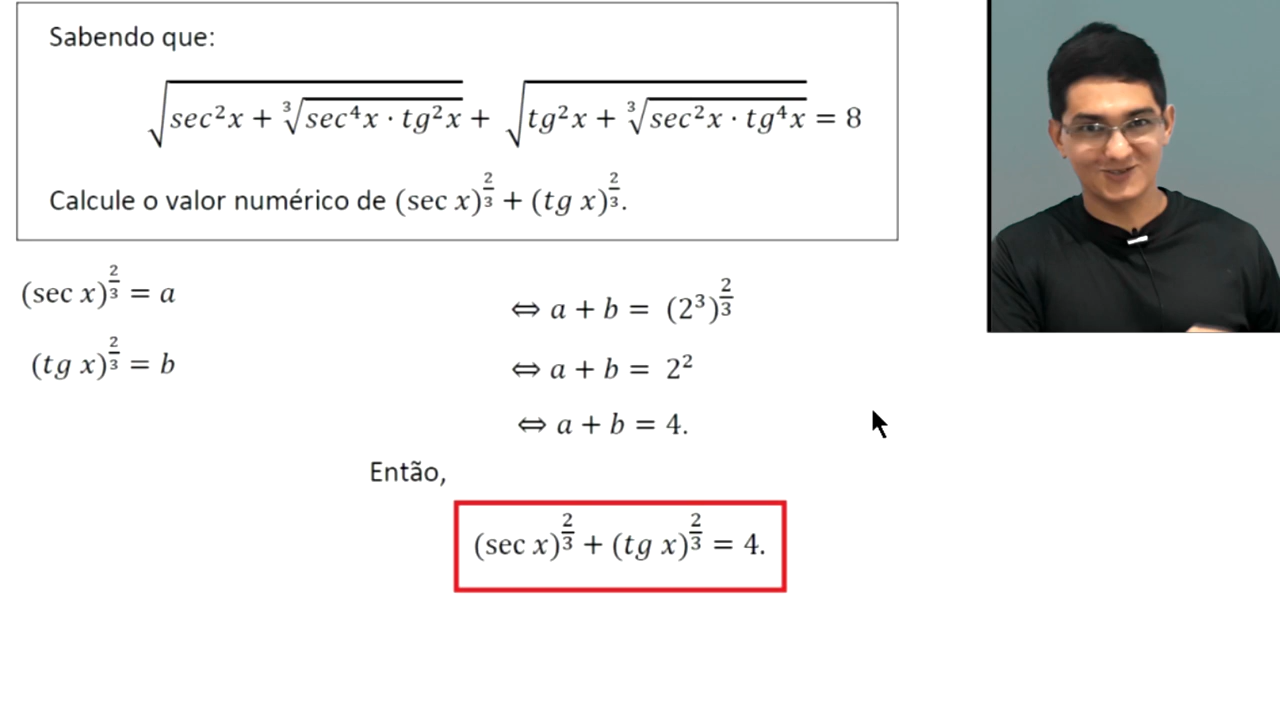 Sabendo que:
√(sec²x + ∛(sec⁴x · tg²x)) + √(tg²x + ∛(sec²x · tg⁴x)) = 8
Calcule o valor numérico de (sec x)^(2/3) + (tg x)^(2/3).
(sec x)^(2/3) = a
(tg x)^(2/3) = b
⇔ a + b = (2³)^(2/3)
⇔ a + b = 2²
⇔ a + b = 4.
Então,
(sec x)^(2/3) + (tg x)^(2/3) = 4.